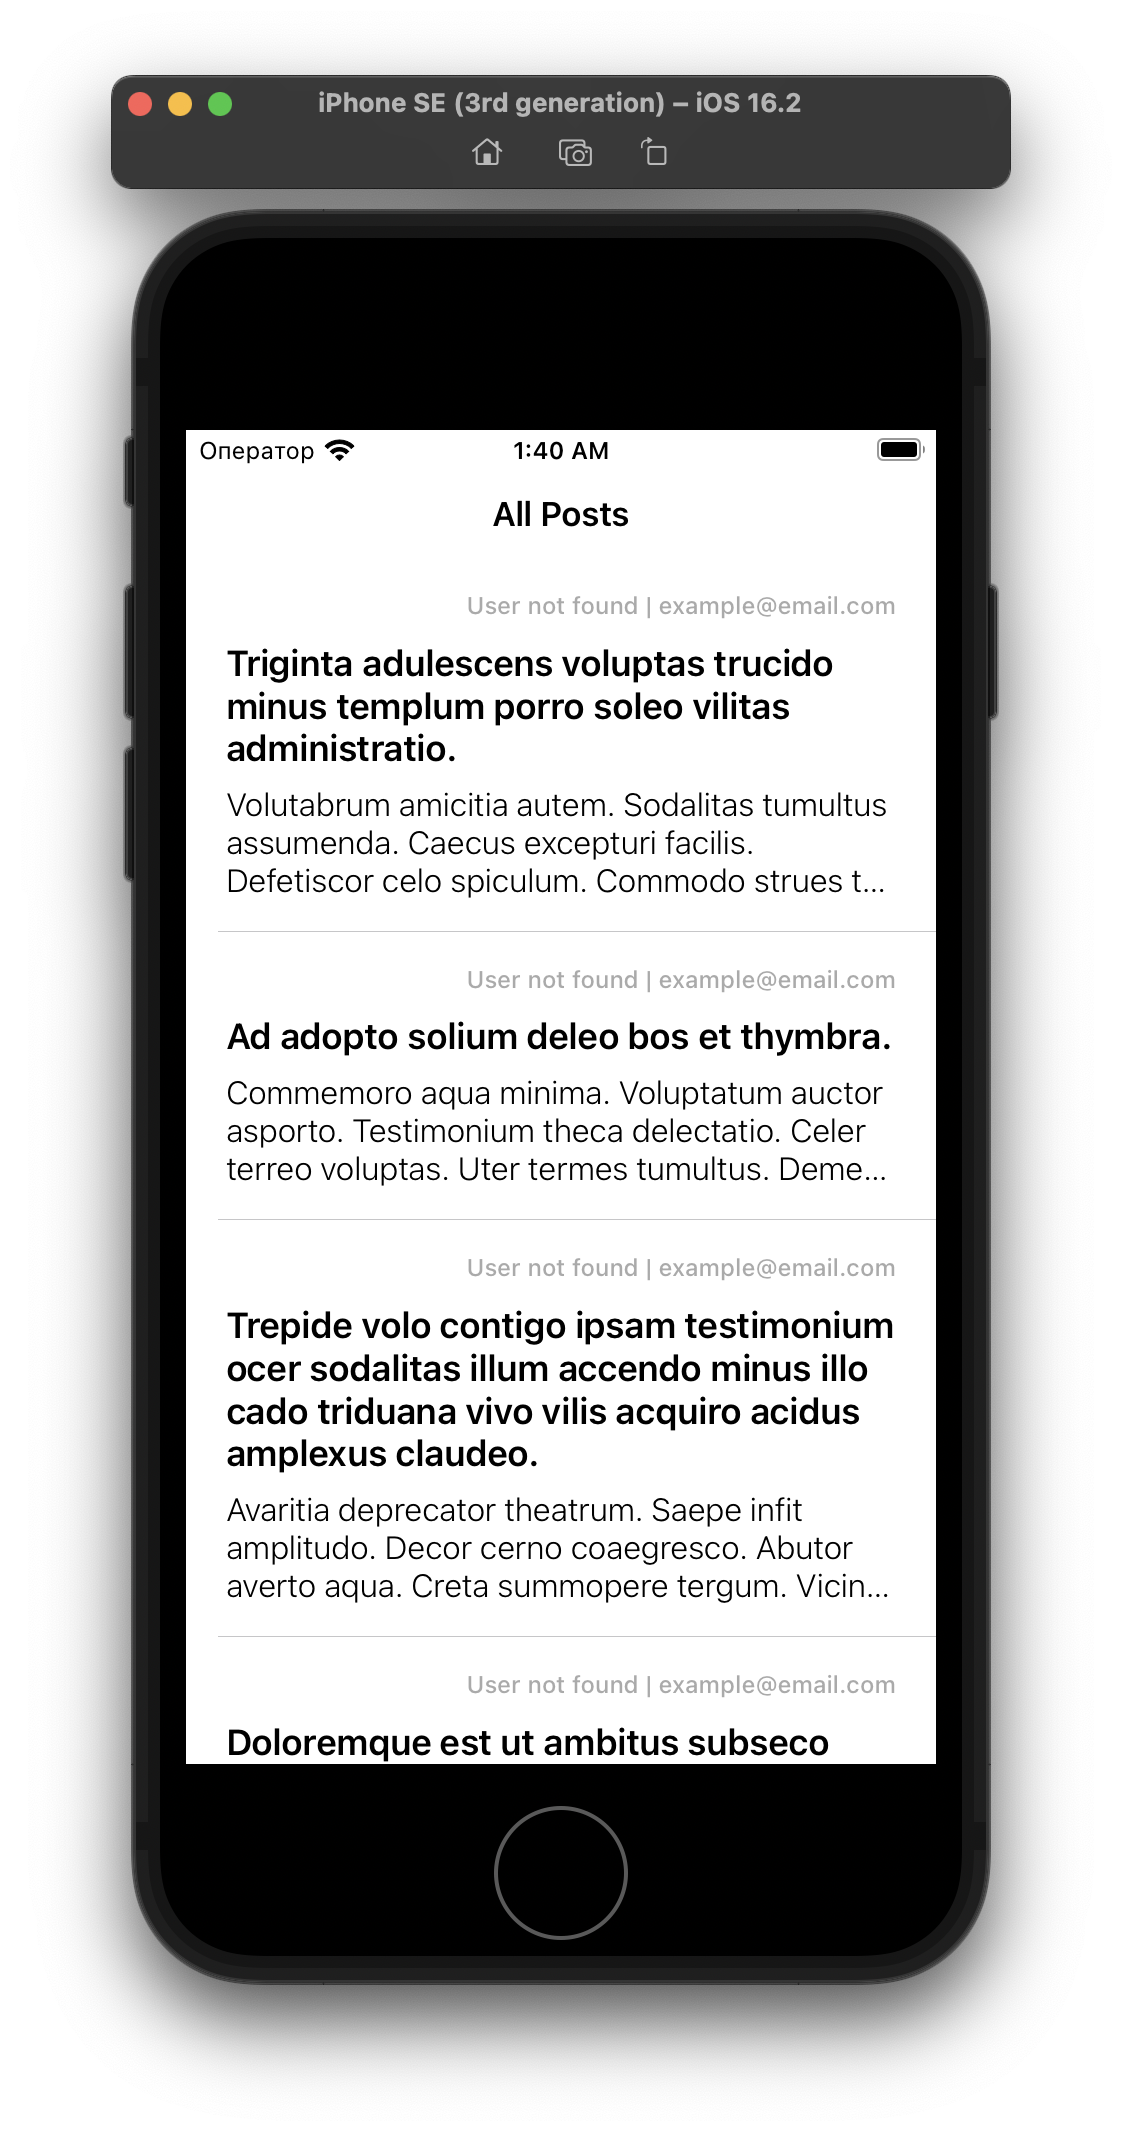 iPhone SE (3rd generation) – iOS 16.2
Оператор 1:40 AM
All Posts
User not found | example@email.com
Triginta adulescens voluptas trucido
minus templum porro soleo vilitas
administratio.
Volutabrum amicitia autem. Sodalitas tumultus
assumenda. Caecus excepturi facilis.
Defetiscor celo spiculum. Commodo strues t...
User not found | example@email.com
Ad adopto solium deleo bos et thymbra.
Commemoro aqua minima. Voluptatum auctor
asporto. Testimonium theca delectatio. Celer
terreo voluptas. Uter termes tumultus. Deme...
User not found | example@email.com
Trepide volo contigo ipsam testimonium
ocer sodalitas illum accendo minus illo
cado triduana vivo vilis acquiro acidus
amplexus claudeo.
Avaritia deprecator theatrum. Saepe infit
amplitudo. Decor cerno coaegresco. Abutor
averto aqua. Creta summopere tergum. Vicin...
User not found | example@email.com
Doloremque est ut ambitus subseco